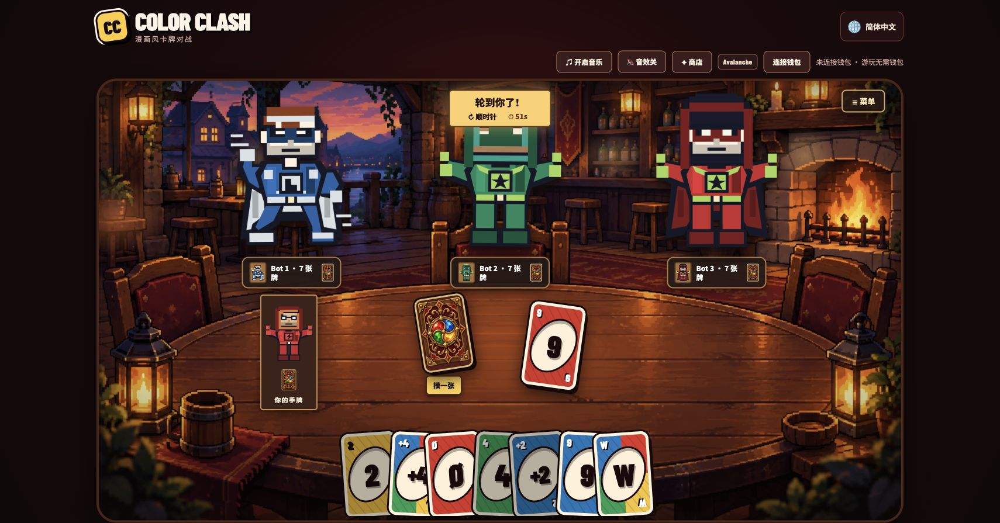 CC
COLOR CLASH
漫画风卡牌对战
简体中文
开启音乐
音效关
商店
Avalanche
连接钱包
未连接钱包 · 游玩无需钱包
轮到你了！
顺时针
51s
菜单
Bot 1 · 7 张
牌
Bot 2 · 7 张
牌
Bot 3 · 7 张
牌
9
9
9
摸一张
你的手牌
2
2
+4
+4
Ø
Ø
4
4
+2
+2
9
9
W
W
W